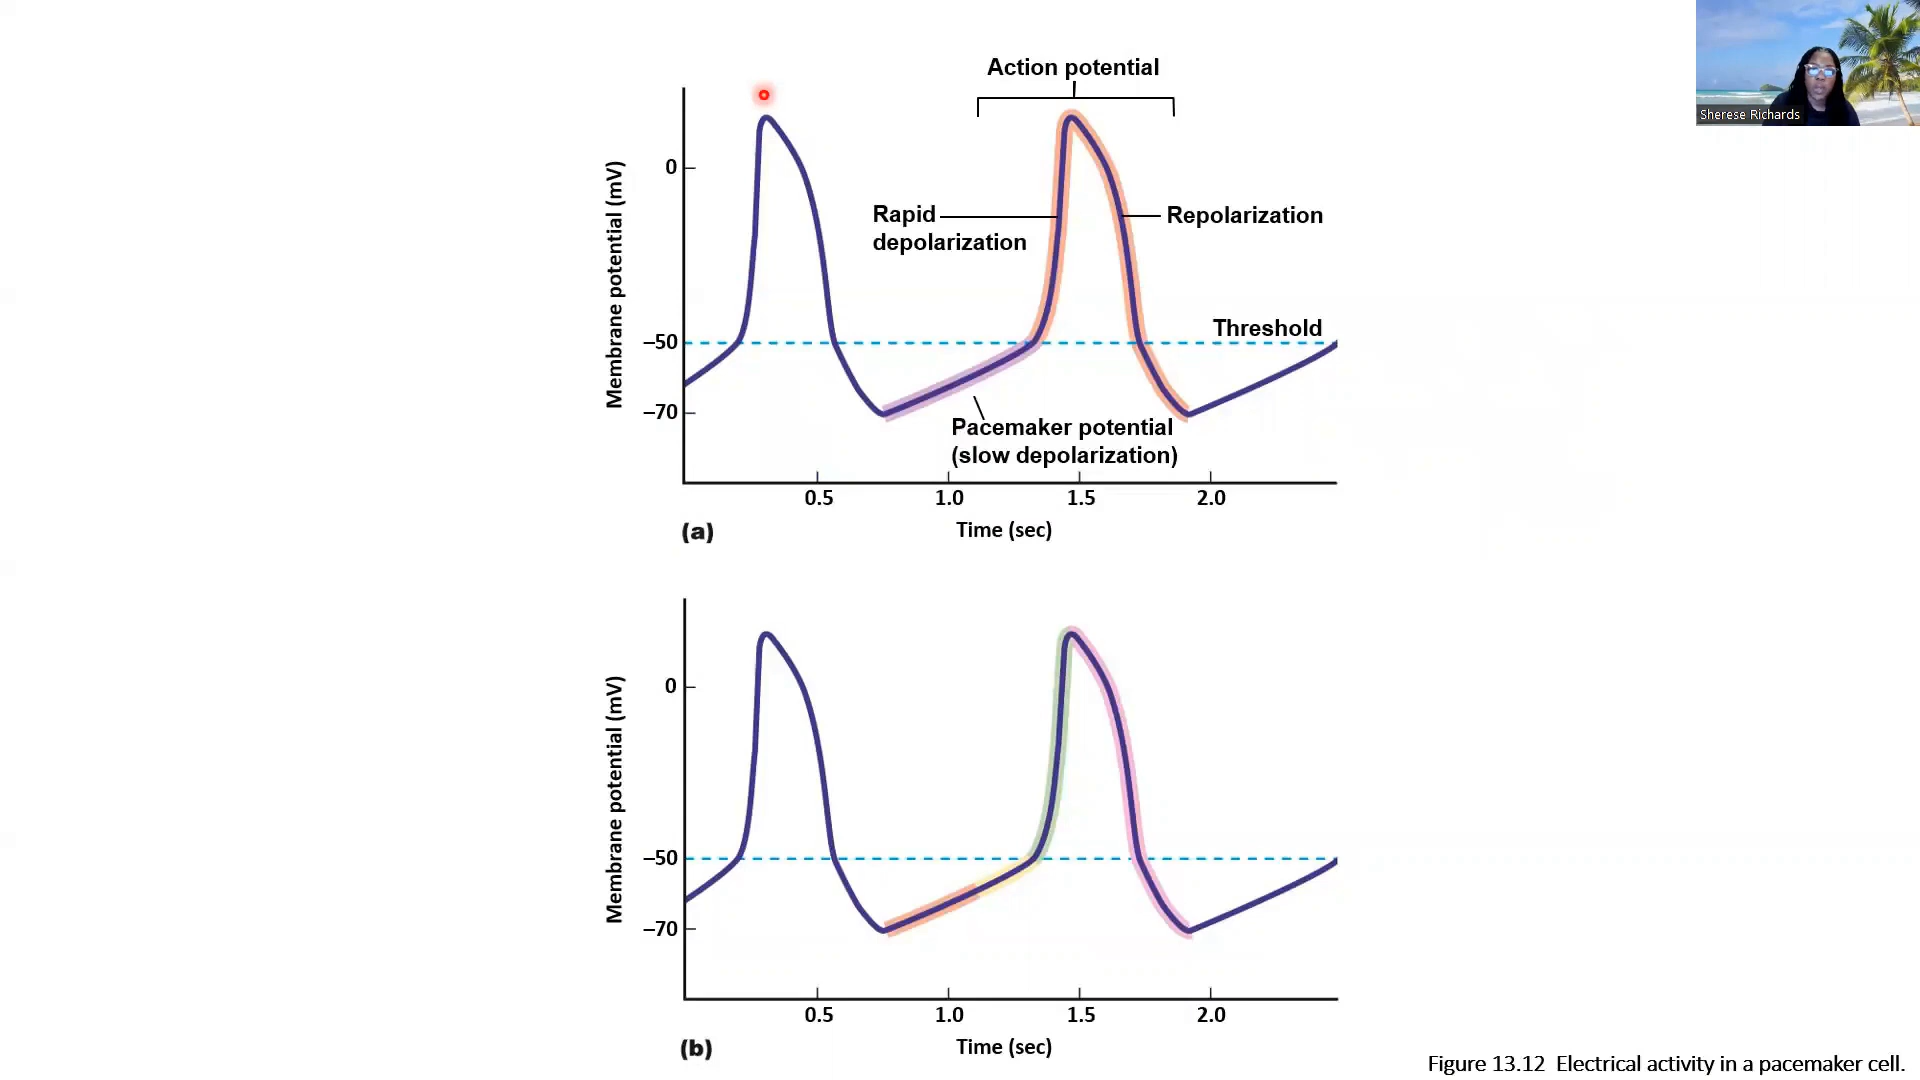 Sherese Richards
Action potential
Membrane potential (mV)
0
–50
–70
Rapid
depolarization
Repolarization
Threshold
Pacemaker potential
(slow depolarization)
0.5 1.0 1.5 2.0
(a)
Time (sec)
Membrane potential (mV)
0
–50
–70
0.5 1.0 1.5 2.0
(b)
Time (sec)
Figure 13.12 Electrical activity in a pacemaker cell.